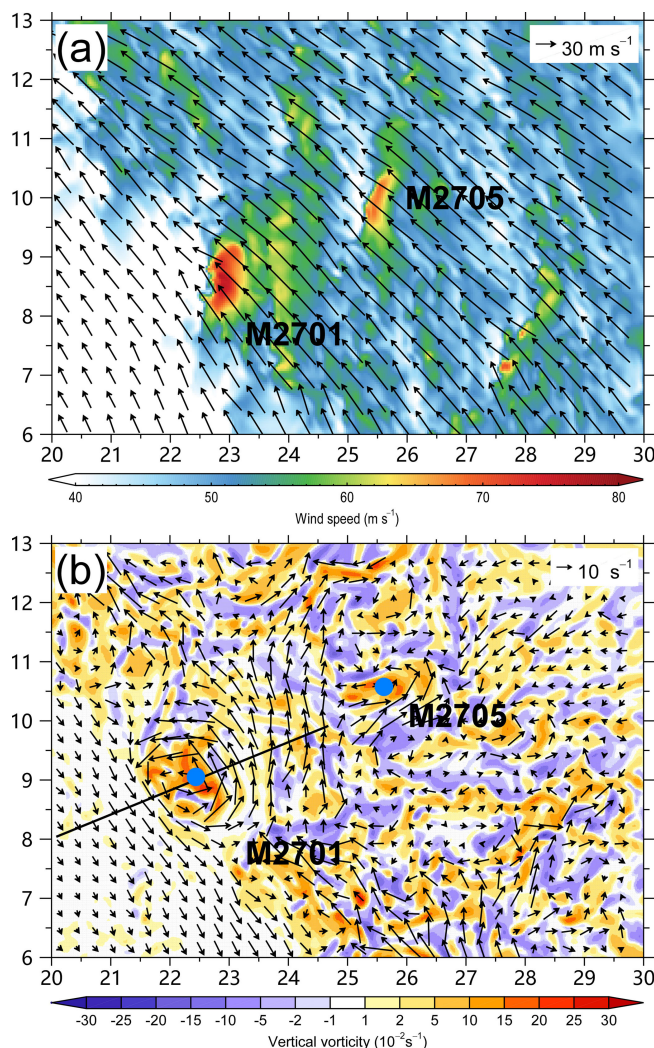 13
(a)
30 m s⁻¹
12
11
10
M2705
9
8
M2701
7
6
20 21 22 23 24 25 26 27 28 29 30
40 50 60 70 80
Wind speed (m s⁻¹)
13
(b)
10 s⁻¹
12
11
10
M2705
9
8
M2701
7
6
20 21 22 23 24 25 26 27 28 29 30
-30 -25 -20 -15 -10 -5 -2 -1 1 2 5 10 15 20 25 30
Vertical vorticity (10⁻²s⁻¹)